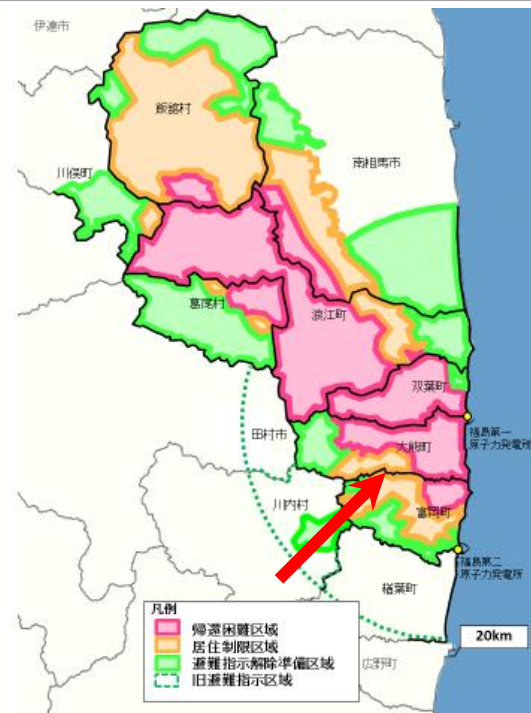 伊達市
飯舘村
南相馬市
川俣町
葛尾村
浪江町
双葉町
福島第一
原子力発電所
田村市
大熊町
川内村
富岡町
福島第二
原子力発電所
楢葉町
20km
広野町
凡例
帰還困難区域
居住制限区域
避難指示解除準備区域
旧避難指示区域